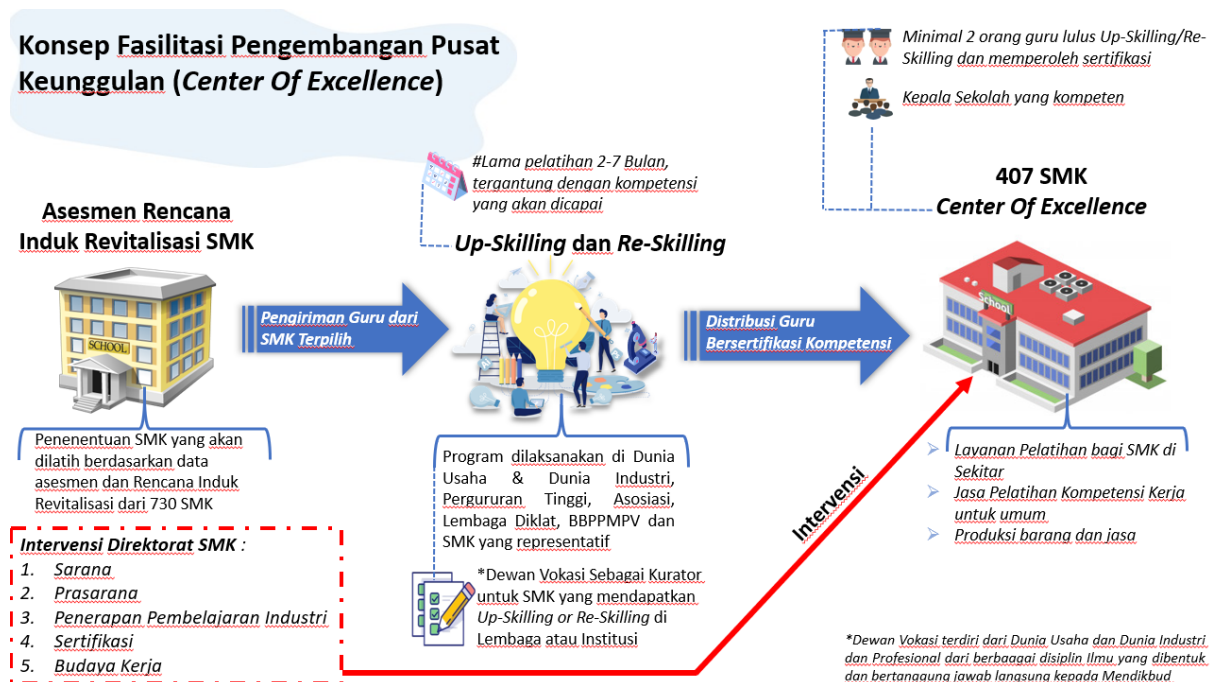 Konsep Fasilitasi Pengembangan Pusat
Keunggulan (Center Of Excellence)
Minimal 2 orang guru lulus Up-Skilling/Re-
Skilling dan memperoleh sertifikasi
Kepala Sekolah yang kompeten
#Lama pelatihan 2-7 Bulan,
tergantung dengan kompetensi
yang akan dicapai
407 SMK
Center Of Excellence
Asesmen Rencana
Induk Revitalisasi SMK
Up-Skilling dan Re-Skilling
SCHOOL
Pengiriman Guru dari
SMK Terpilih
Distribusi Guru
Bersertifikasi Kompetensi
School
Penenentuan SMK yang akan
dilatih berdasarkan data
asesmen dan Rencana Induk
Revitalisasi dari 730 SMK
Program dilaksanakan di Dunia
Usaha & Dunia Industri,
Pergururan Tinggi, Asosiasi,
Lembaga Diklat, BBPPMPV dan
SMK yang representatif
*Dewan Vokasi Sebagai Kurator
untuk SMK yang mendapatkan
Up-Skilling or Re-Skilling di
Lembaga atau Institusi
Intervensi
Layanan Pelatihan bagi SMK di
Sekitar
Jasa Pelatihan Kompetensi Kerja
untuk umum
Produksi barang dan jasa
Intervensi Direktorat SMK :
1. Sarana
2. Prasarana
3. Penerapan Pembelajaran Industri
4. Sertifikasi
5. Budaya Kerja
*Dewan Vokasi terdiri dari Dunia Usaha dan Dunia Industri
dan Profesional dari berbaagai disiplin Ilmu yang dibentuk
dan bertanggung jawab langsung kepada Mendikbud